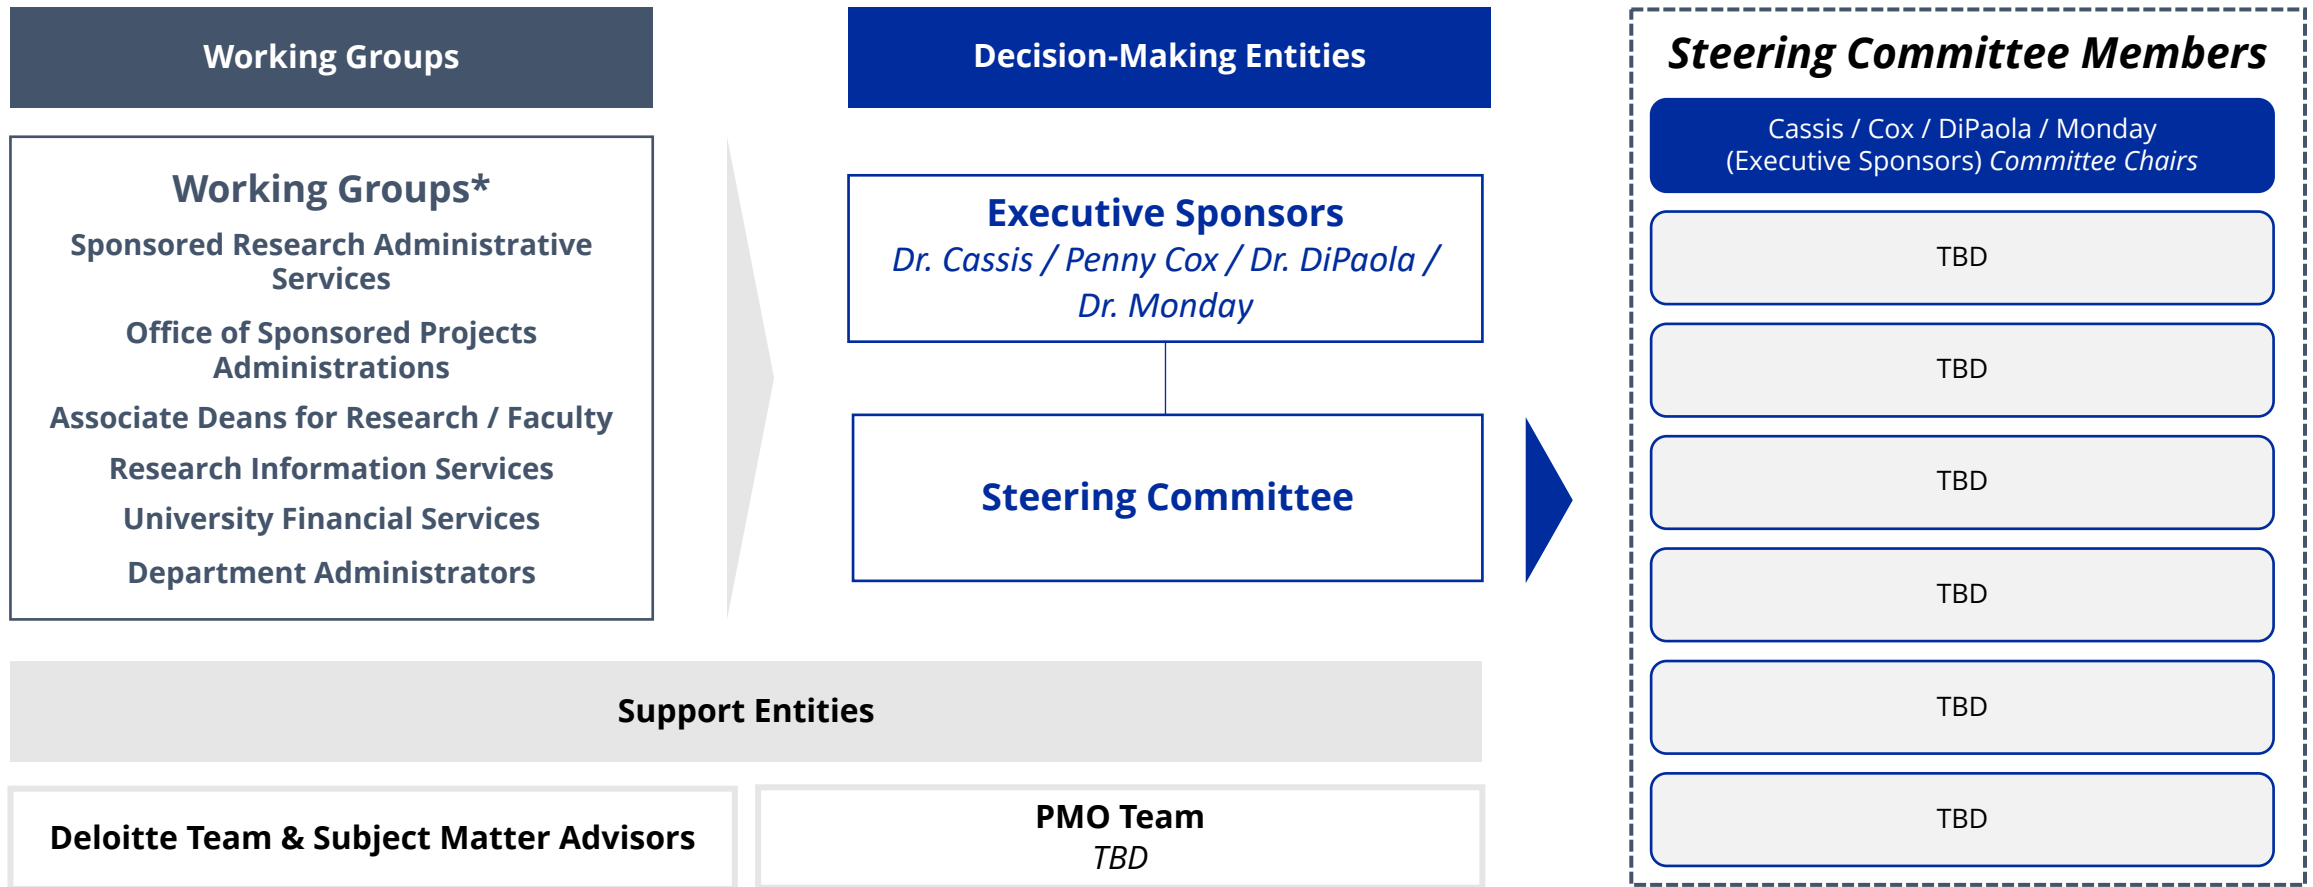 Working Groups
Working Groups*
Sponsored Research Administrative
Services
Office of Sponsored Projects
Administrations
Associate Deans for Research / Faculty
Research Information Services
University Financial Services
Department Administrators
Decision-Making Entities
Executive Sponsors
Dr. Cassis / Penny Cox / Dr. DiPaola /
Dr. Monday
Steering Committee
Support Entities
Deloitte Team & Subject Matter Advisors
PMO Team
TBD
Steering Committee Members
Cassis / Cox / DiPaola / Monday
(Executive Sponsors) Committee Chairs
TBD
TBD
TBD
TBD
TBD
TBD